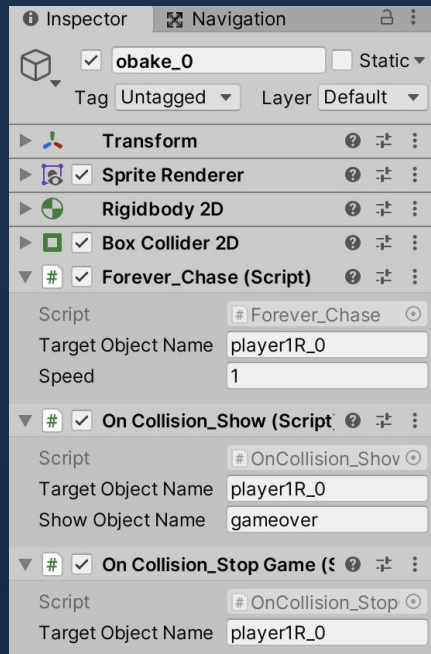 Inspector Navigation
obake_0 Static
Tag Untagged Layer Default
Transform
Sprite Renderer
Rigidbody 2D
Box Collider 2D
Forever_Chase (Script)
Script #Forever_Chase
Target Object Name player1R_0
Speed 1
On Collision_Show (Script
Script #OnCollision_Show
Target Object Name player1R_0
Show Object Name gameover
On Collision_Stop Game (S
Script #OnCollision_Stop
Target Object Name player1R_0